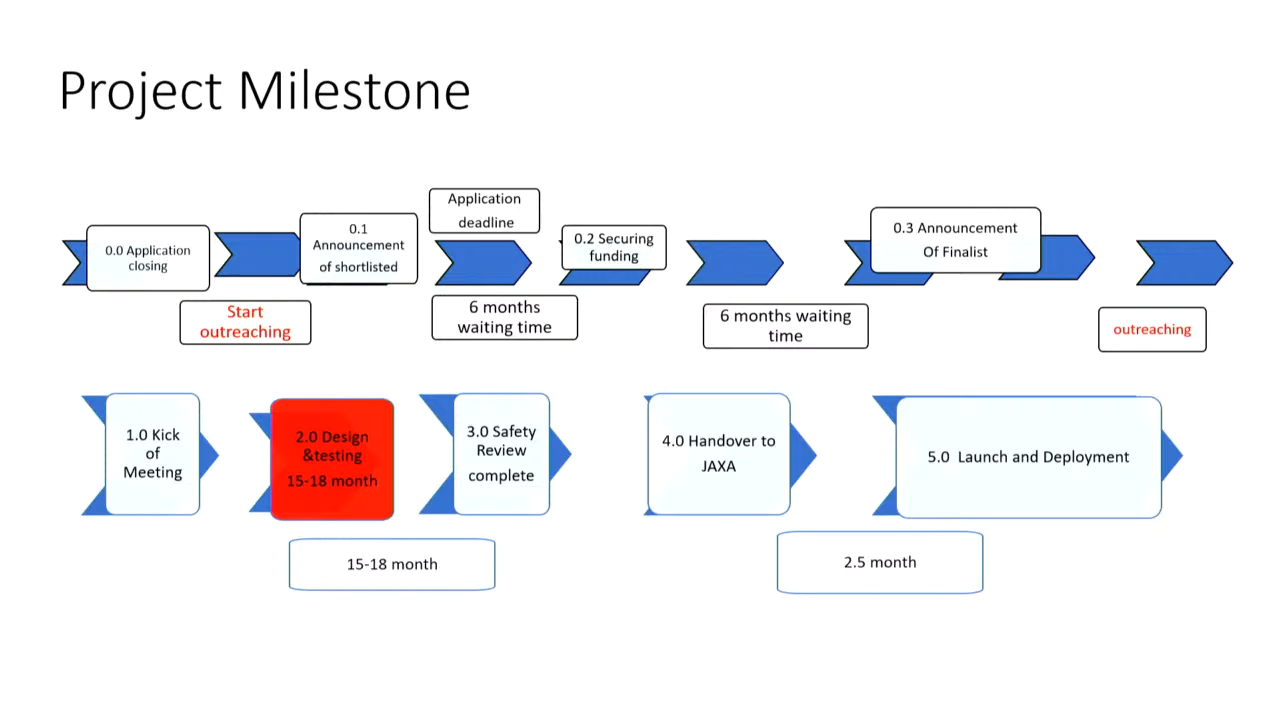 Project Milestone
0.0 Application
closing
0.1
Announcement
of shortlisted
Application
deadline
0.2 Securing
funding
0.3 Announcement
Of Finalist
Start
outreaching
6 months
waiting time
6 months waiting
time
outreaching
1.0 Kick
of
Meeting
2.0 Design
&testing
15-18 month
3.0 Safety
Review
complete
4.0 Handover to
JAXA
5.0 Launch and Deployment
15-18 month
2.5 month